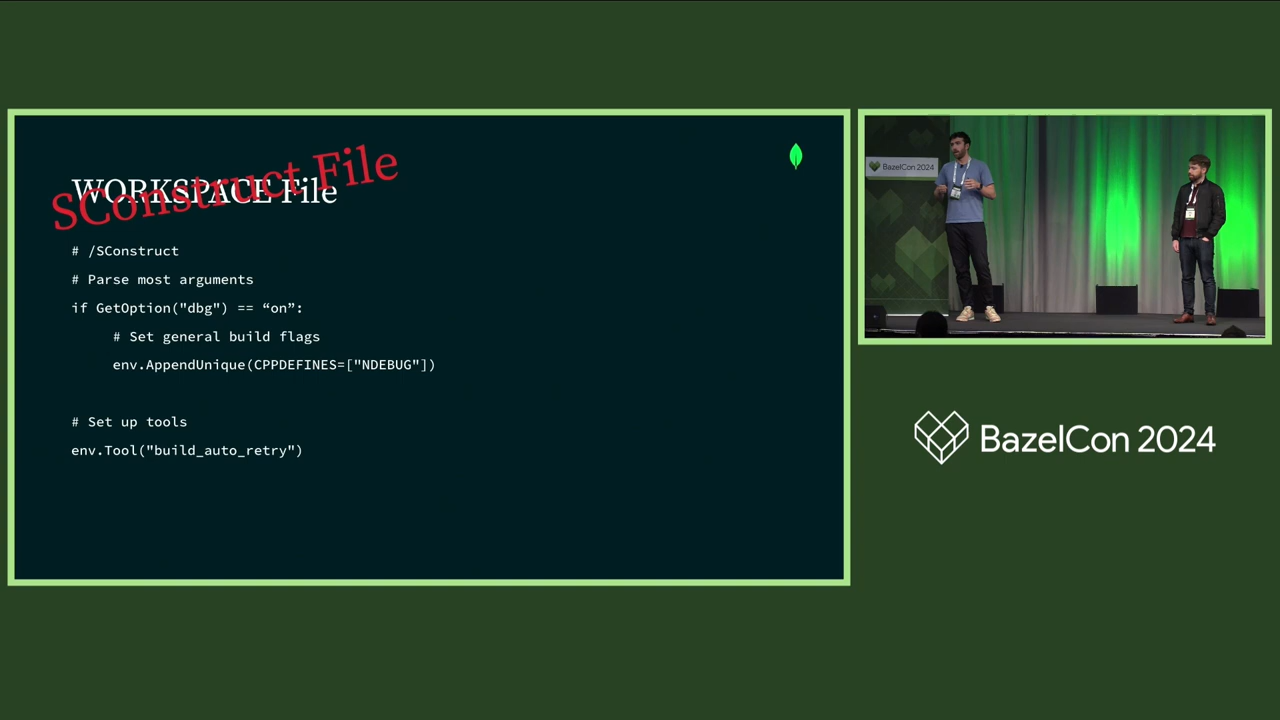 WORKSPACE File
SConstruct File
# /SConstruct
# Parse most arguments
if GetOption("dbg") == “on”:
# Set general build flags
env.AppendUnique(CPPDEFINES=["NDEBUG"])
# Set up tools
env.Tool("build_auto_retry")
BazelCon 2024
BazelCon 2024